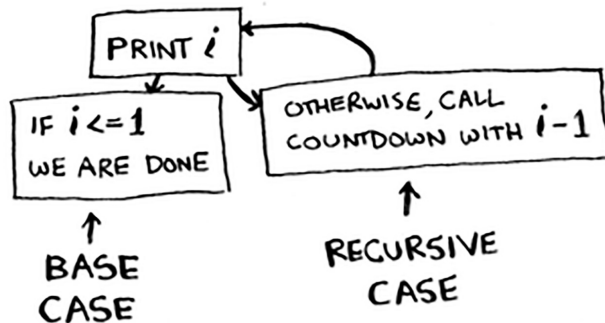 PRINT i
IF i<=1
WE ARE DONE
OTHERWISE, CALL
COUNTDOWN WITH i-1
BASE
CASE
RECURSIVE
CASE